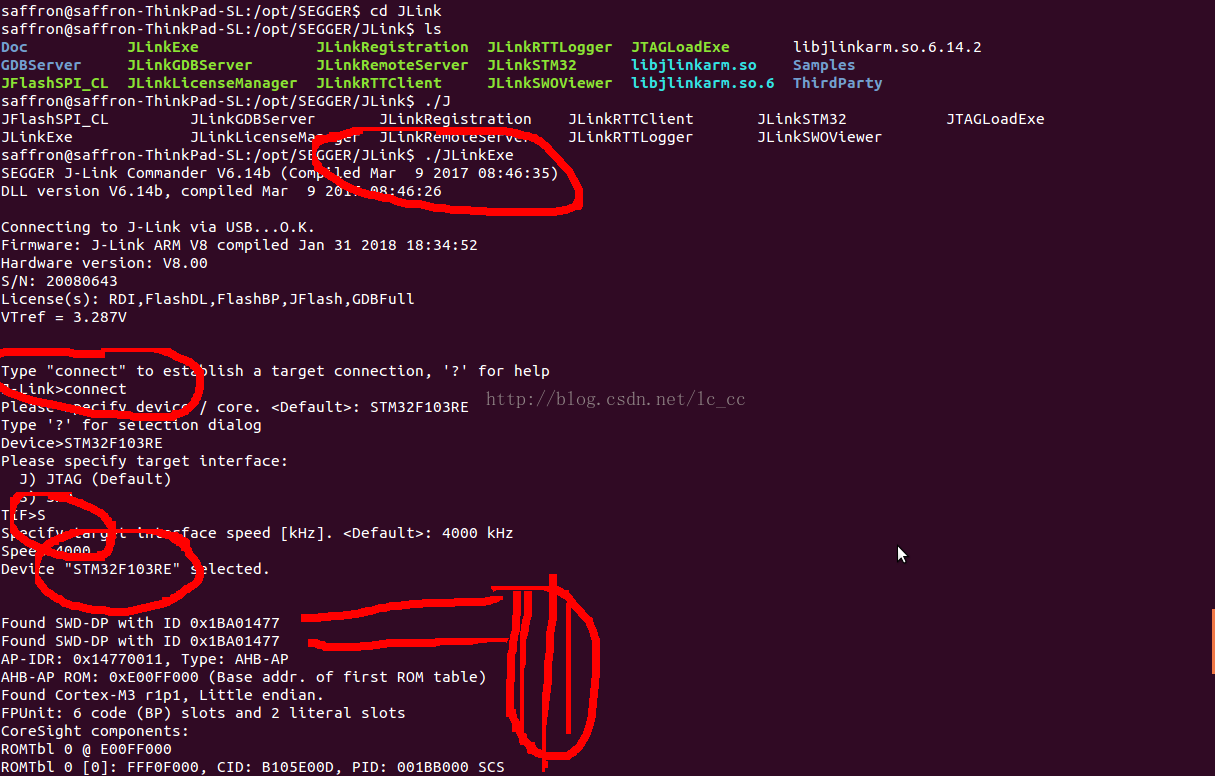 saffron@saffron-ThinkPad-SL:/opt/SEGGER$ cd JLink
saffron@saffron-ThinkPad-SL:/opt/SEGGER/JLink$ ls
Doc JLinkExe JLinkRegistration JLinkRTTLogger JTAGLoadExe libjlinkarm.so.6.14.2
GDBServer JLinkGDBServer JLinkRemoteServer JLinkSTM32 libjlinkarm.so Samples
JFlashSPI_CL JLinkLicenseManager JLinkRTTClient JLinkSWOViewer libjlinkarm.so.6 ThirdParty
saffron@saffron-ThinkPad-SL:/opt/SEGGER/JLink$ ./J
JFlashSPI_CL JLinkGDBServer JLinkRegistration JLinkRTTClient JLinkSTM32 JTAGLoadExe
JLinkExe JLinkLicenseManager JLinkRemoteServer JLinkRTTLogger JLinkSWOViewer
saffron@saffron-ThinkPad-SL:/opt/SEGGER/JLink$ ./JLinkExe
SEGGER J-Link Commander V6.14b (Compiled Mar  9 2017 08:46:35)
DLL version V6.14b, compiled Mar  9 2017 08:46:26
Connecting to J-Link via USB...O.K.
Firmware: J-Link ARM V8 compiled Jan 31 2018 18:34:52
Hardware version: V8.00
S/N: 20080643
License(s): RDI,FlashDL,FlashBP,JFlash,GDBFull
VTref = 3.287V
Type "connect" to establish a target connection, '?' for help
J-Link>connect
http://blog.csdn.net/lc_cc
Please specify device / core. <Default>: STM32F103RE
Type '?' for selection dialog
Device>STM32F103RE
Please specify target interface:
J) JTAG (Default)
S)
TIF>S
Specify target interface speed [kHz]. <Default>: 4000 kHz
Speed>4000
Device "STM32F103RE" selected.
Found SWD-DP with ID 0x1BA01477
Found SWD-DP with ID 0x1BA01477
AP-IDR: 0x14770011, Type: AHB-AP
AHB-AP ROM: 0xE00FF000 (Base addr. of first ROM table)
Found Cortex-M3 r1p1, Little endian.
FPUnit: 6 code (BP) slots and 2 literal slots
CoreSight components:
ROMTbl 0 @ E00FF000
ROMTbl 0 [0]: FFF0F000, CID: B105E00D, PID: 001BB000 SCS